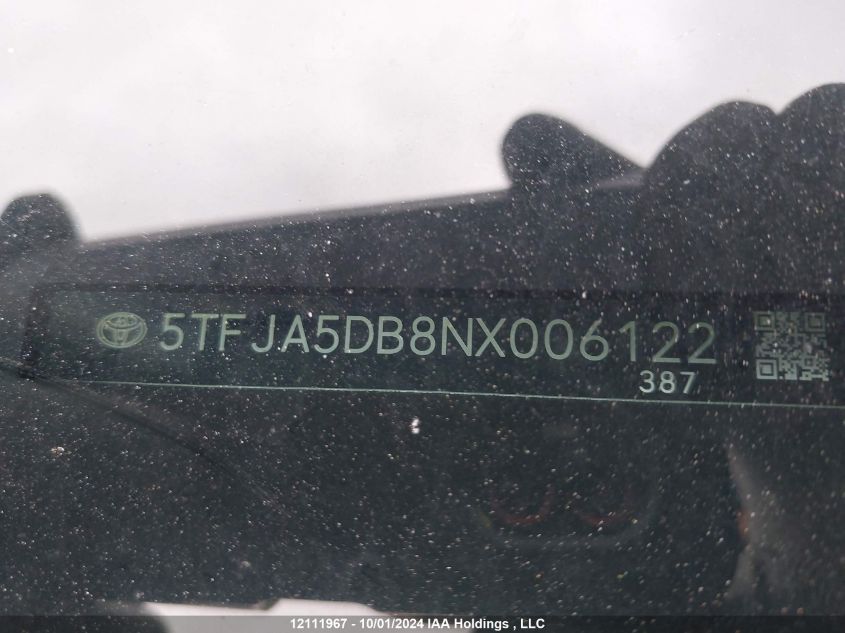 5TFJA5DB8NX006122
387
12111967 - 10/01/2024 IAA Holdings , LLC